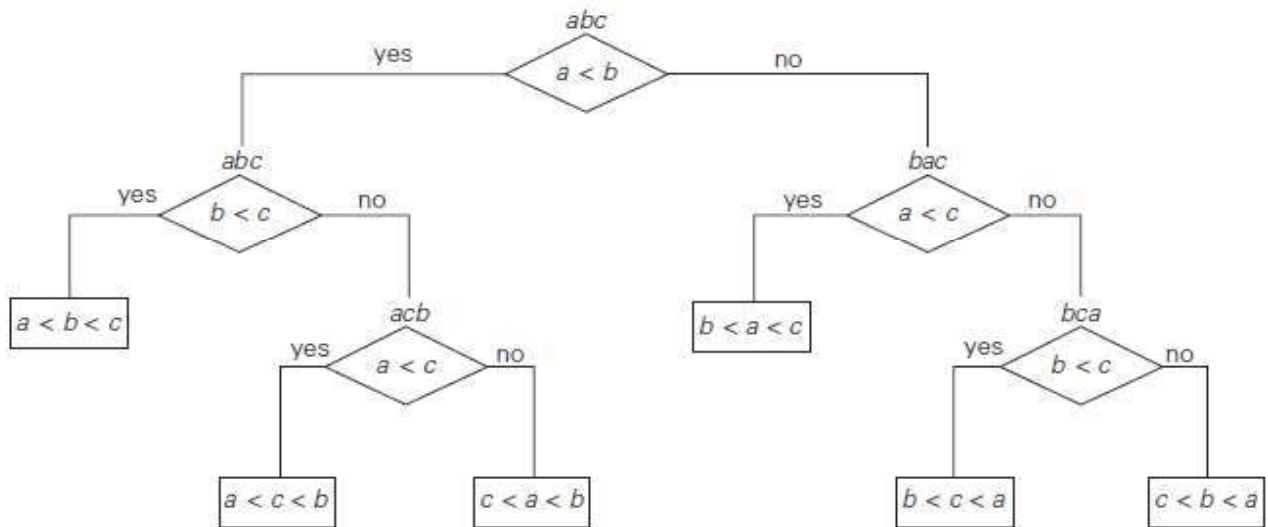 abc
yes a < b no
abc bac
yes b < c no yes a < c no
a < b < c acb b < a < c bca
yes a < c no yes b < c no
a < c < b c < a < b b < c < a c < b < a